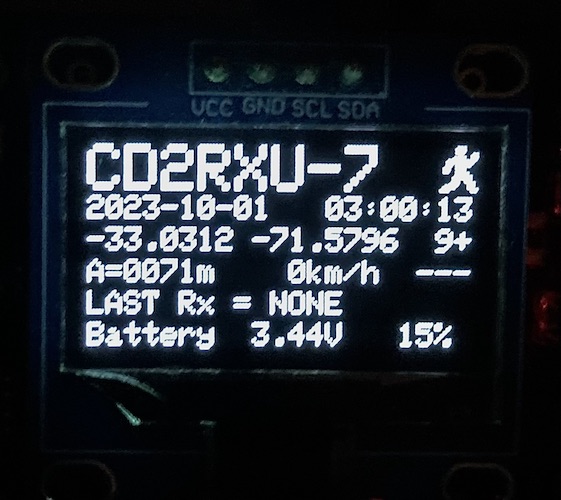 VCC GND SCL SDA
CD2RXU-7
2023-10-01 03:00:13
-33.0312 -71.5796 9+
A=0071m 0km/h ---
LAST Rx = NONE
Battery 3.44V 15%